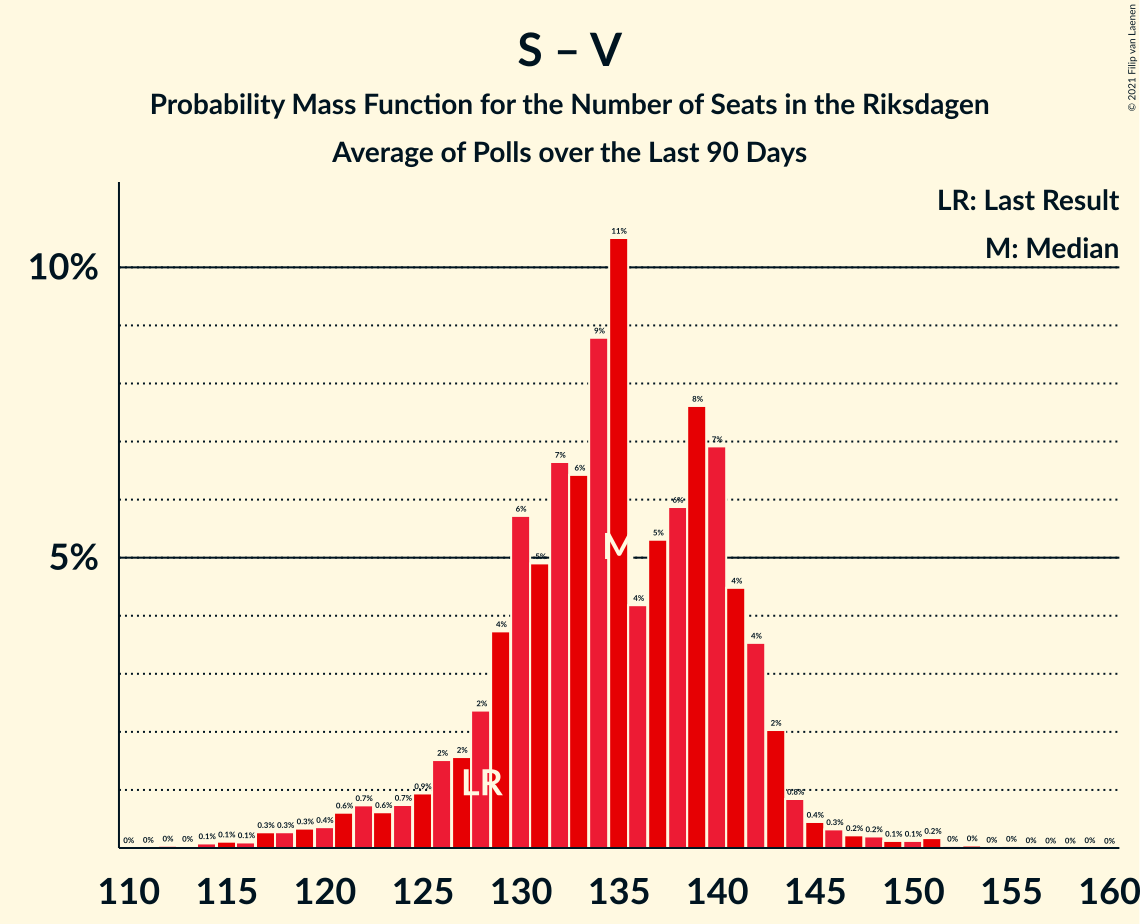 S – V
Probability Mass Function for the Number of Seats in the Riksdagen
Average of Polls over the Last 90 Days
© 2021 Filip van Laenen
LR: Last Result
M: Median
10%
5%
0% 0% 0% 0% 0.1% 0.1% 0.1% 0.3% 0.3% 0.3% 0.4% 0.6% 0.7% 0.6% 0.7% 0.9% 2% 2% 2% 4% 6% 5% 7% 6% 9% 11% 4% 5% 6% 8% 7% 4% 4% 2% 0.8% 0.4% 0.3% 0.2% 0.2% 0.1% 0.1% 0.2% 0% 0% 0% 0% 0% 0% 0% 0% 0%
M
LR
110 115 120 125 130 135 140 145 150 155 160